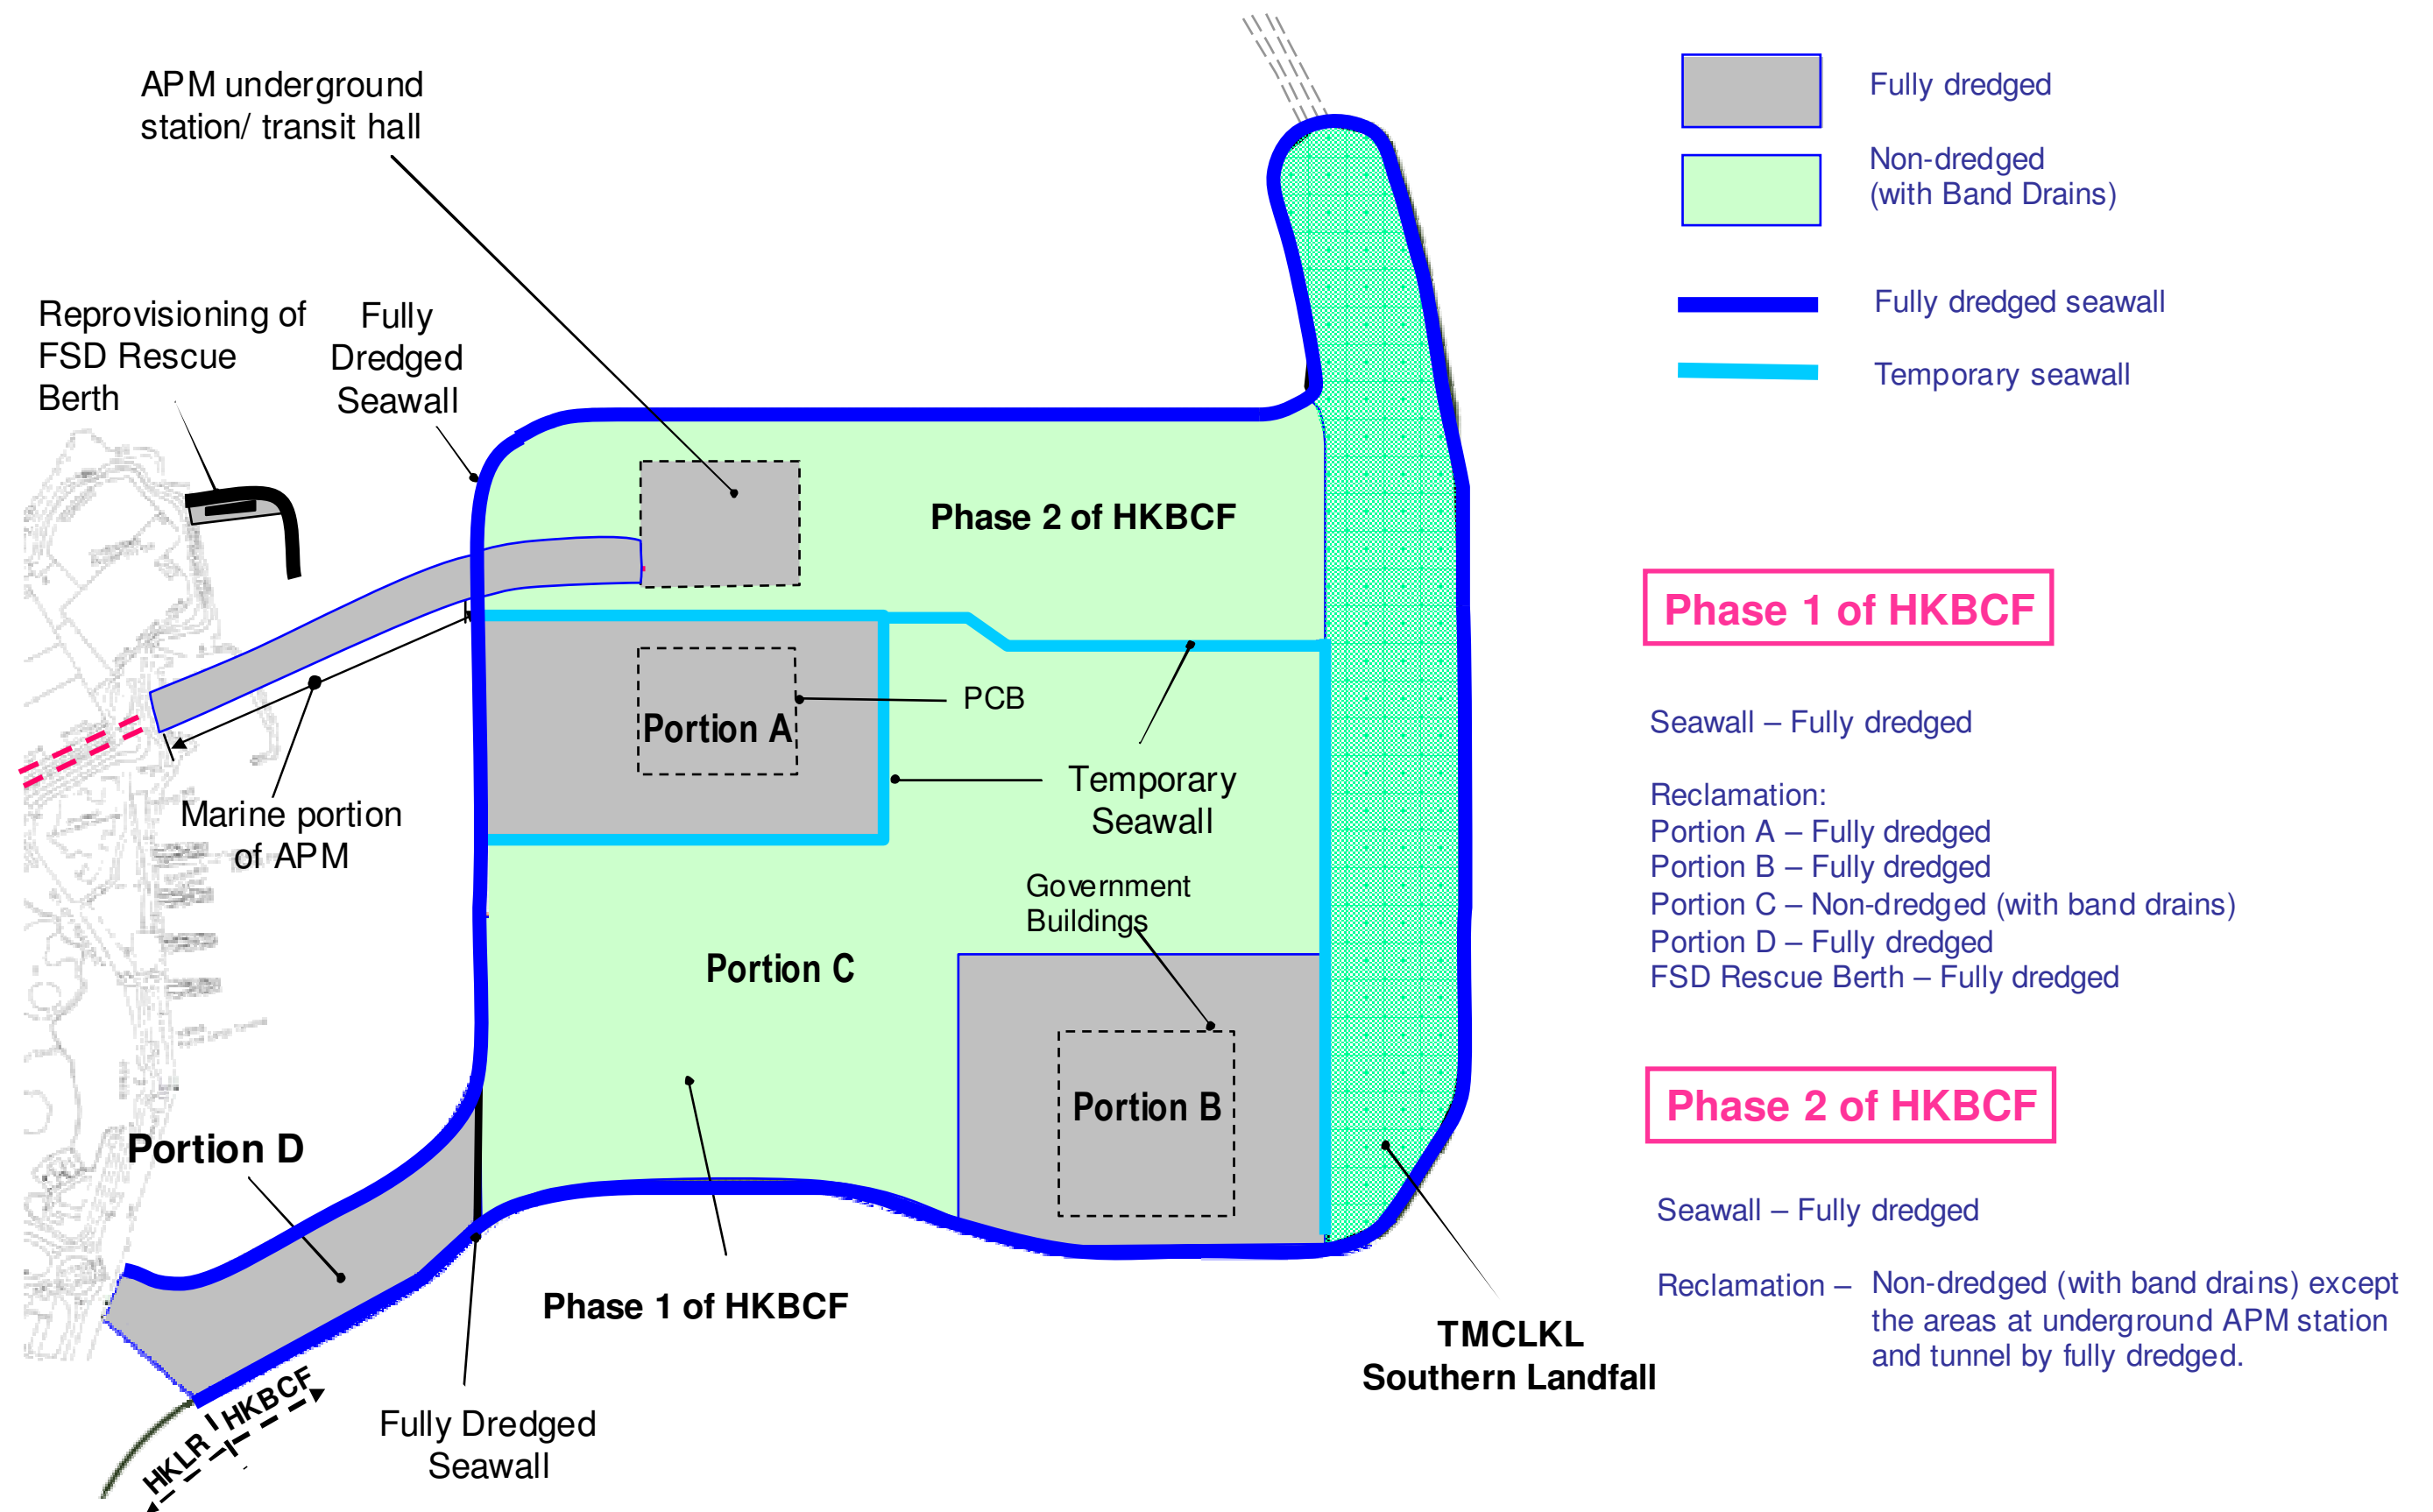 APM underground
station/ transit hall
Reprovisioning of
FSD Rescue
Berth
Fully
Dredged
Seawall
Phase 2 of HKBCF
PCB
Portion A
Temporary
Seawall
Marine portion
of APM
Government
Buildings
Portion C
Portion B
Portion D
Phase 1 of HKBCF
TMCLKL
Southern Landfall
Fully Dredged
Seawall
HKLR
HKBCF
Fully dredged
Non-dredged
(with Band Drains)
Fully dredged seawall
Temporary seawall
Phase 1 of HKBCF
Seawall – Fully dredged
Reclamation:
Portion A – Fully dredged
Portion B – Fully dredged
Portion C – Non-dredged (with band drains)
Portion D – Fully dredged
FSD Rescue Berth – Fully dredged
Phase 2 of HKBCF
Seawall – Fully dredged
Reclamation – Non-dredged (with band drains) except
the areas at underground APM station
and tunnel by fully dredged.